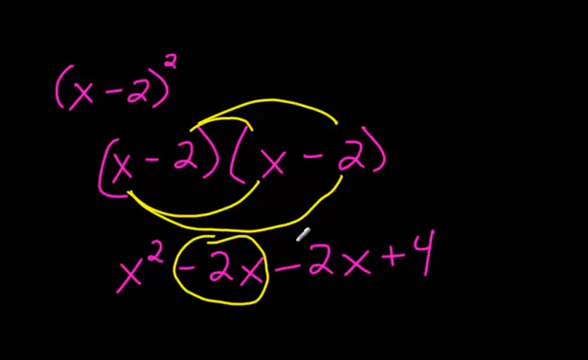 (x - 2)²
(x - 2)(x - 2)
x² - 2x - 2x + 4